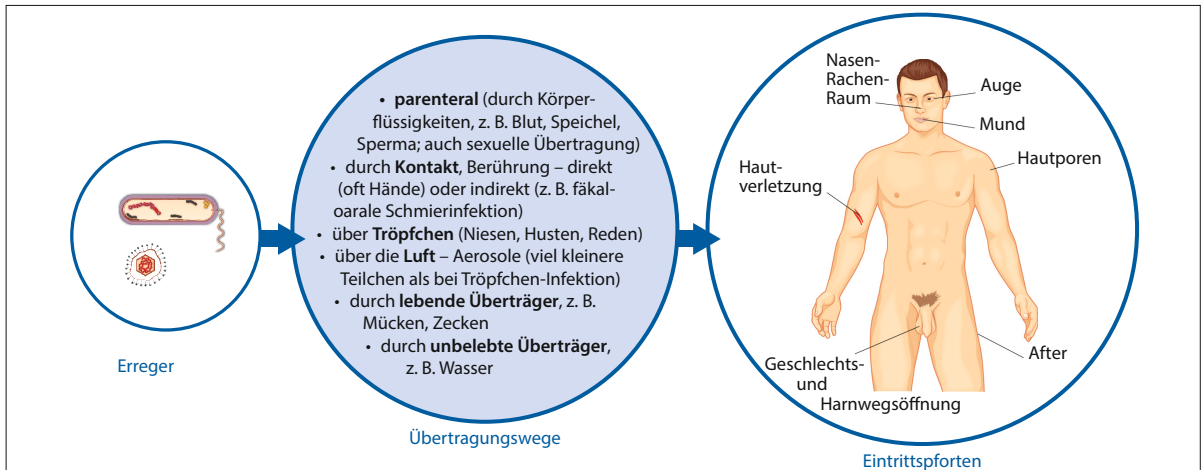 Erreger
• parenteral (durch Körper-
flüssigkeiten, z. B. Blut, Speichel,
Sperma; auch sexuelle Übertragung)
• durch Kontakt, Berührung – direkt
(oft Hände) oder indirekt (z. B. fäkal-
oarale Schmierinfektion)
• über Tröpfchen (Niesen, Husten, Reden)
• über die Luft – Aerosole (viel kleinere
Teilchen als bei Tröpfchen-Infektion)
• durch lebende Überträger, z. B.
Mücken, Zecken
• durch unbelebte Überträger,
z. B. Wasser
Übertragungswege
Nasen-
Rachen-
Raum
Auge
Mund
Hautporen
Haut-
verletzung
After
Geschlechts-
und
Harnwegsöffnung
Eintrittspforten